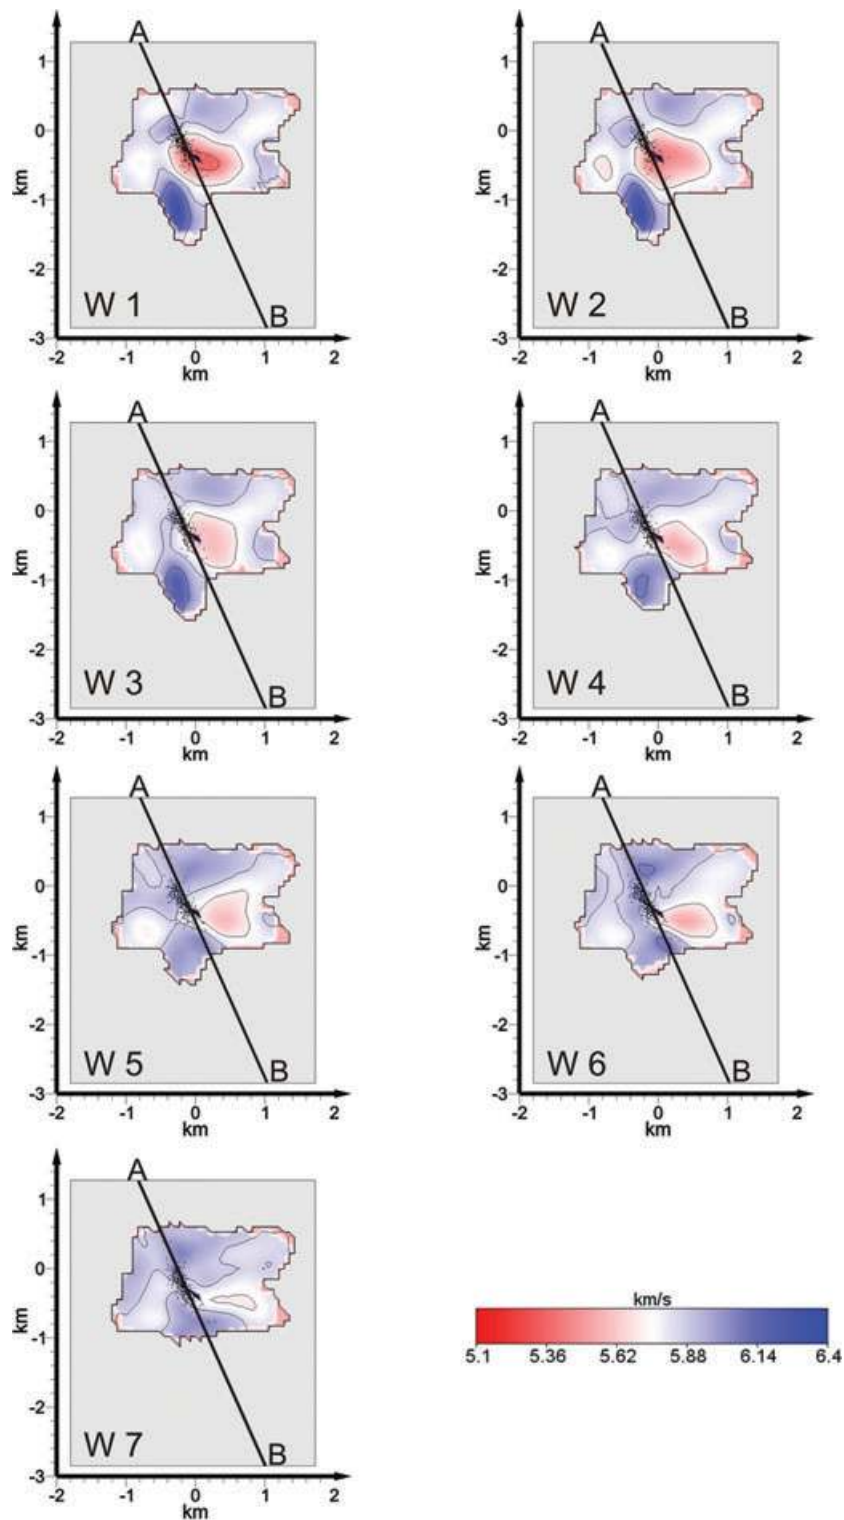 A A
1 1
0 0
km km
-1 -1
-2 -2
W 1 B W 2 B
-3 -3
-2 -1 0 1 2 -2 -1 0 1 2
km km
A A
1 1
0 0
km km
-1 -1
-2 -2
W 3 B W 4 B
-3 -3
-2 -1 0 1 2 -2 -1 0 1 2
km km
A A
1 1
0 0
km km
-1 -1
-2 -2
W 5 B W 6 B
-3 -3
-2 -1 0 1 2 -2 -1 0 1 2
km km
A
1
0
km
-1
-2
W 7 B
-3
-2 -1 0 1 2
km
km/s
5.1 5.36 5.62 5.88 6.14 6.4